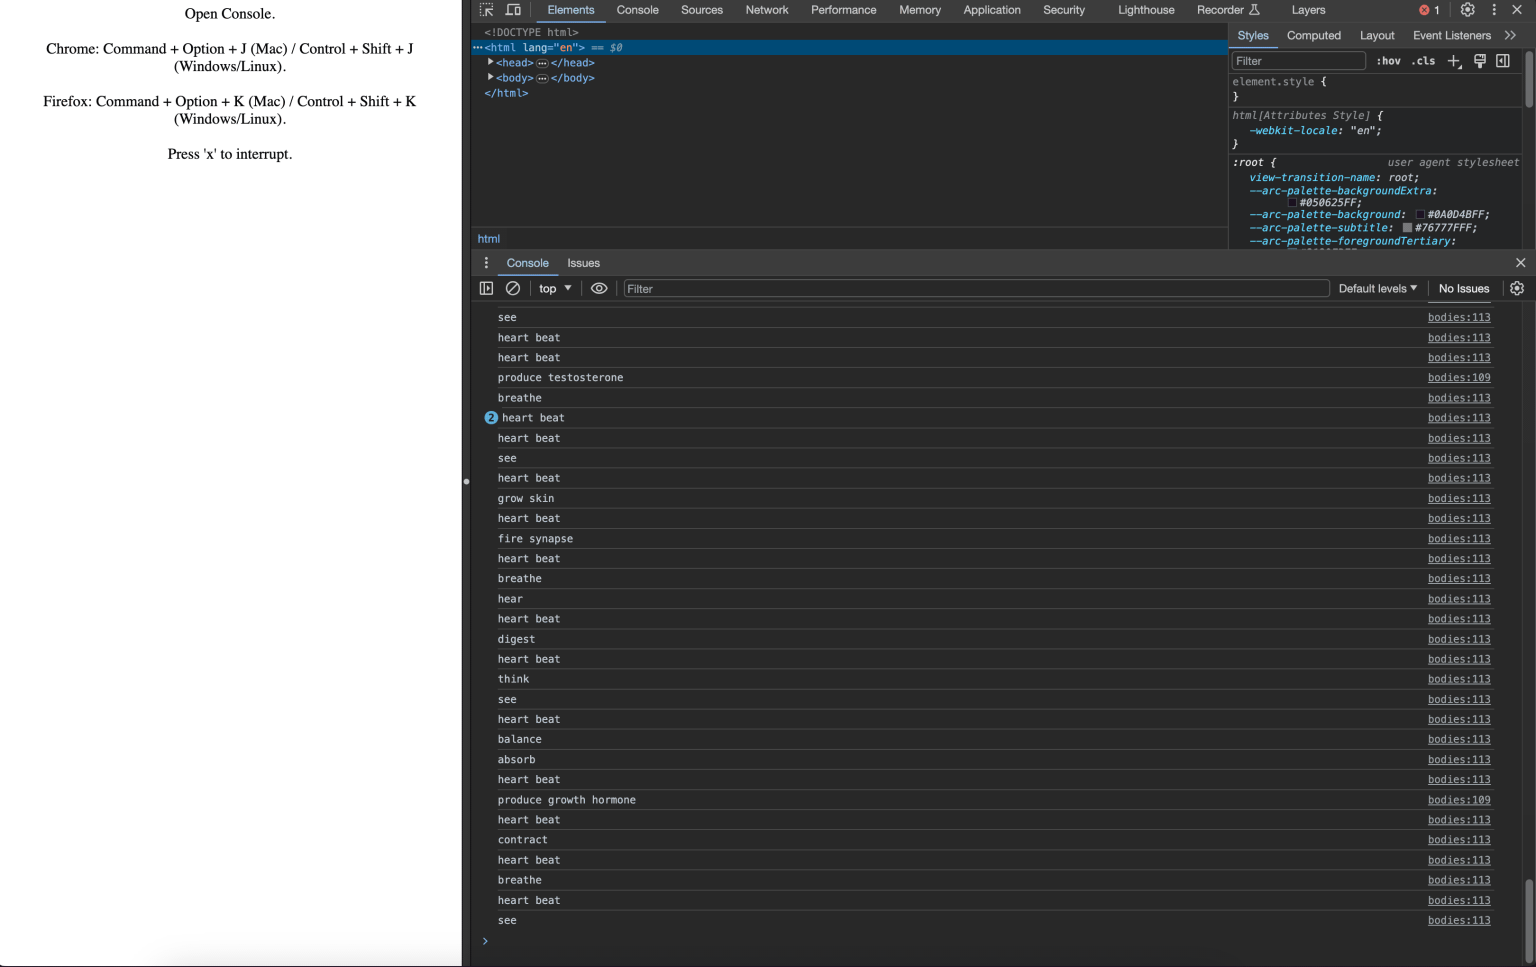 Open Console.
Chrome: Command + Option + J (Mac) / Control + Shift + J
(Windows/Linux).
Firefox: Command + Option + K (Mac) / Control + Shift + K
(Windows/Linux).
Press 'x' to interrupt.
Elements Console Sources Network Performance Memory Application Security Lighthouse Recorder Layers 1
<!DOCTYPE html>
<html lang="en"> == $0
<head> </head>
<body> </body>
</html>
html
Styles Computed Layout Event Listeners
Filter :hov .cls
element.style {
}
html[Attributes Style] {
-webkit-locale: "en";
}
:root { user agent stylesheet
view-transition-name: root;
--arc-palette-backgroundExtra:
#050625FF;
--arc-palette-background: #0A0D4BFF;
--arc-palette-subtitle: #76777FFF;
--arc-palette-foregroundTertiary:
Console Issues
top Filter Default levels No Issues
see bodies:113
heart beat bodies:113
heart beat bodies:113
produce testosterone bodies:109
breathe bodies:113
2 heart beat bodies:113
heart beat bodies:113
see bodies:113
heart beat bodies:113
grow skin bodies:113
heart beat bodies:113
fire synapse bodies:113
heart beat bodies:113
breathe bodies:113
hear bodies:113
heart beat bodies:113
digest bodies:113
heart beat bodies:113
think bodies:113
see bodies:113
heart beat bodies:113
balance bodies:113
absorb bodies:113
heart beat bodies:113
produce growth hormone bodies:109
heart beat bodies:113
contract bodies:113
heart beat bodies:113
breathe bodies:113
heart beat bodies:113
see bodies:113